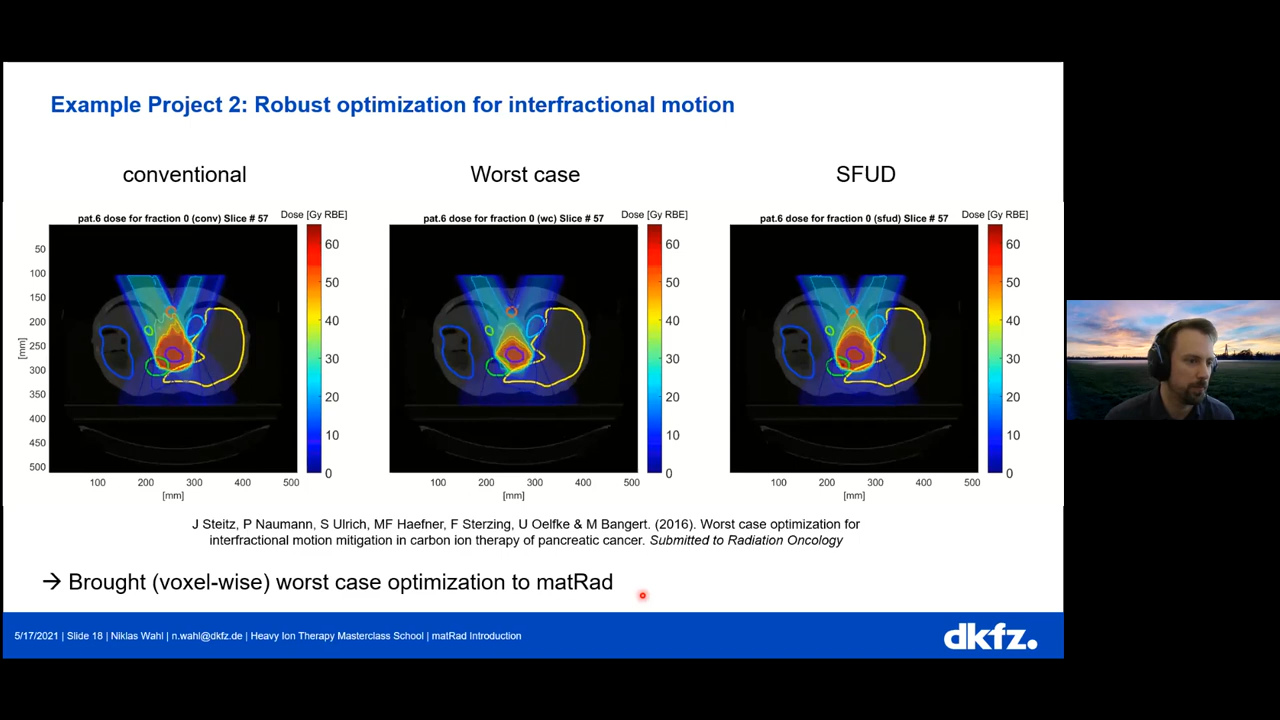 Example Project 2: Robust optimization for interfractional motion
conventional
Worst case
SFUD
pat.6 dose for fraction 0 (conv) Slice # 57
Dose [Gy RBE]
50
100
150
200
250
300
350
400
450
500
[mm]
100 200 300 400 500
[mm]
60
50
40
30
20
10
0
pat.6 dose for fraction 0 (wc) Slice # 57
Dose [Gy RBE]
100 200 300 400 500
[mm]
60
50
40
30
20
10
0
pat.6 dose for fraction 0 (sfud) Slice # 57
Dose [Gy RBE]
100 200 300 400 500
[mm]
60
50
40
30
20
10
0
J Steitz, P Naumann, S Ulrich, MF Haefner, F Sterzing, U Oelfke & M Bangert. (2016). Worst case optimization for
interfractional motion mitigation in carbon ion therapy of pancreatic cancer. Submitted to Radiation Oncology
→ Brought (voxel-wise) worst case optimization to matRad
5/17/2021 | Slide 18 | Niklas Wahl | n.wahl@dkfz.de | Heavy Ion Therapy Masterclass School | matRad Introduction
dkfz.